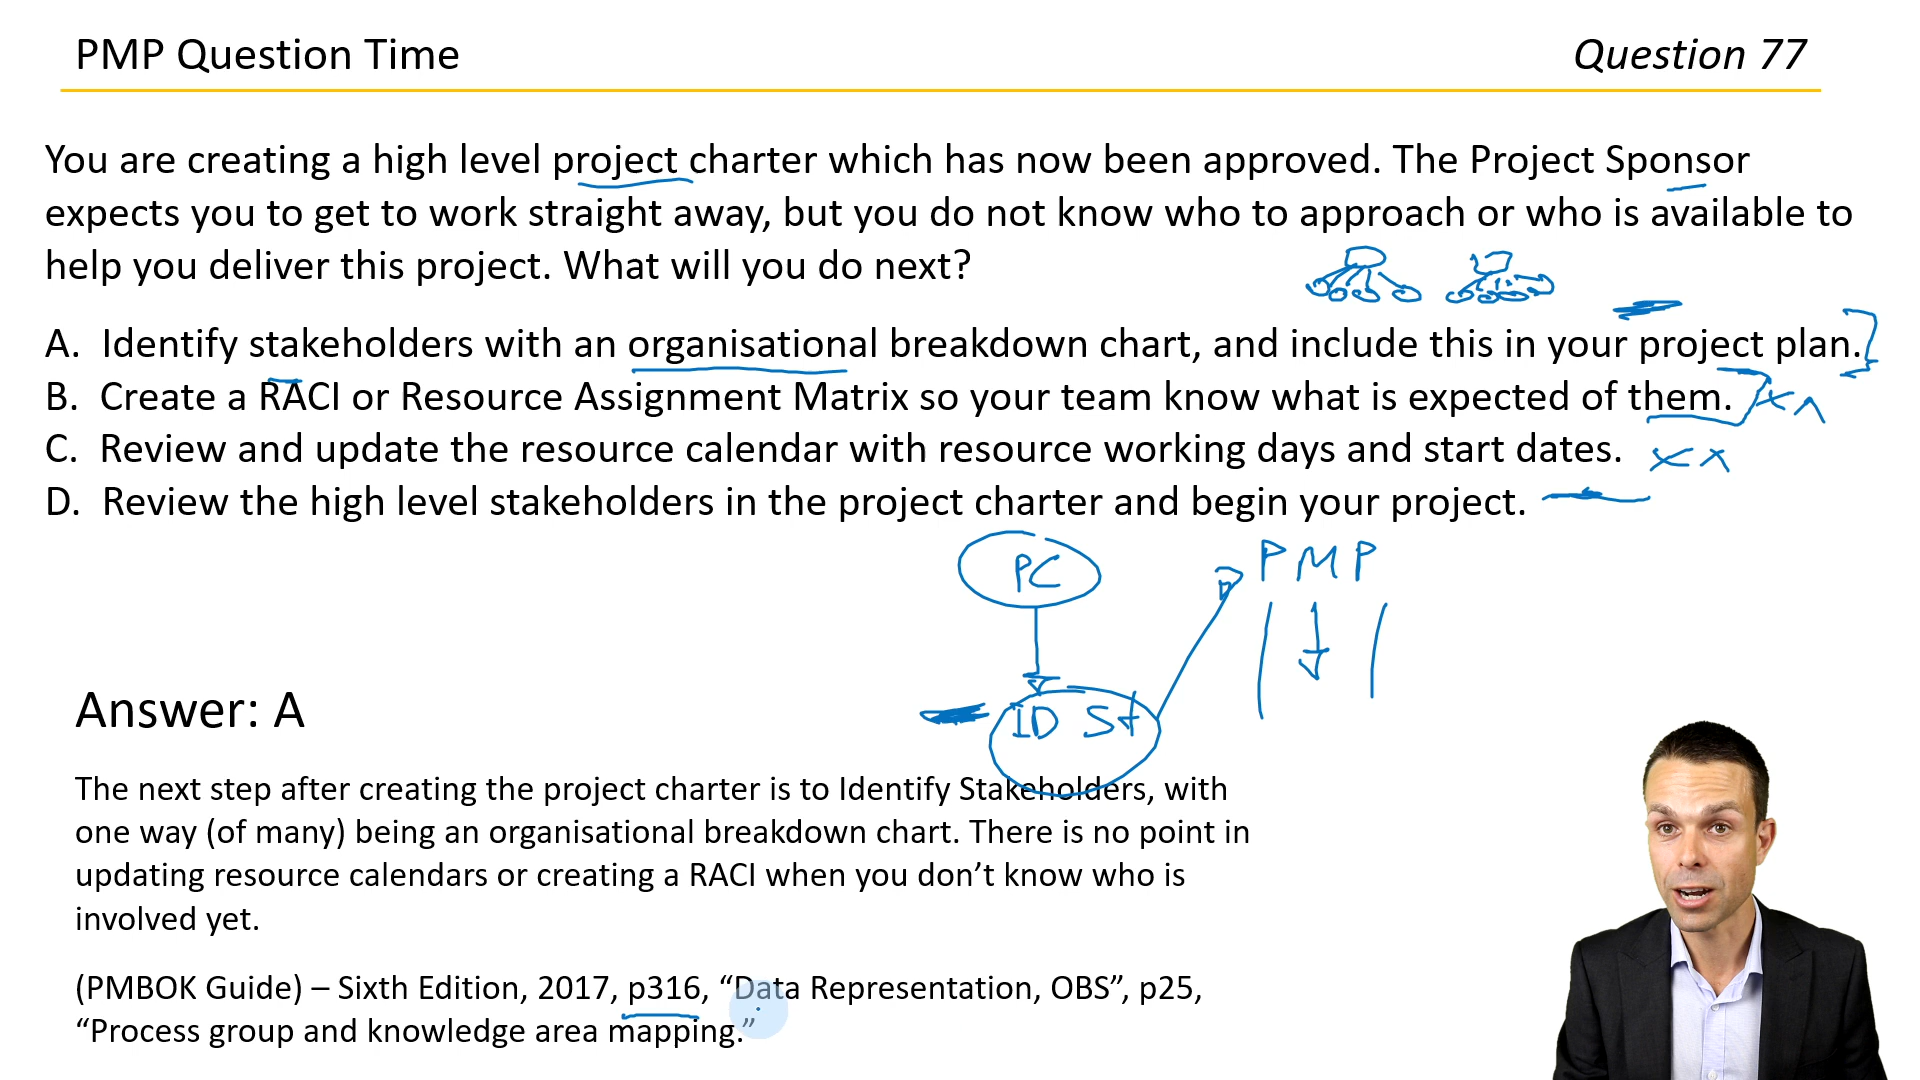 PMP Question Time
Question 77
You are creating a high level project charter which has now been approved. The Project Sponsor
expects you to get to work straight away, but you do not know who to approach or who is available to
help you deliver this project. What will you do next?
A. Identify stakeholders with an organisational breakdown chart, and include this in your project plan.
B. Create a RACI or Resource Assignment Matrix so your team know what is expected of them.
C. Review and update the resource calendar with resource working days and start dates.
D. Review the high level stakeholders in the project charter and begin your project.
PC
PMP
ID St
Answer: A
The next step after creating the project charter is to Identify Stakeholders, with
one way (of many) being an organisational breakdown chart. There is no point in
updating resource calendars or creating a RACI when you don’t know who is
involved yet.
(PMBOK Guide) – Sixth Edition, 2017, p316, “Data Representation, OBS”, p25,
“Process group and knowledge area mapping.”